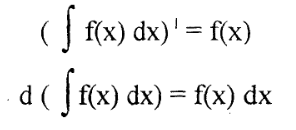 ( ∫ f(x) dx) ' = f(x)
d ( ∫ f(x) dx) = f(x) dx